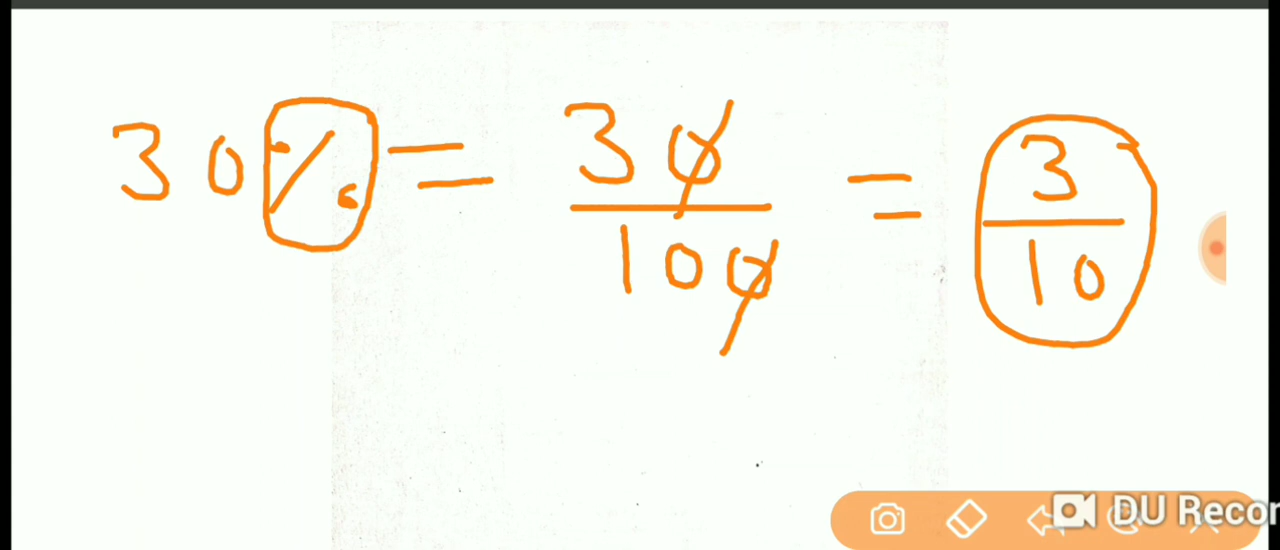 30% = 30/100 = 3/10
DU Recor